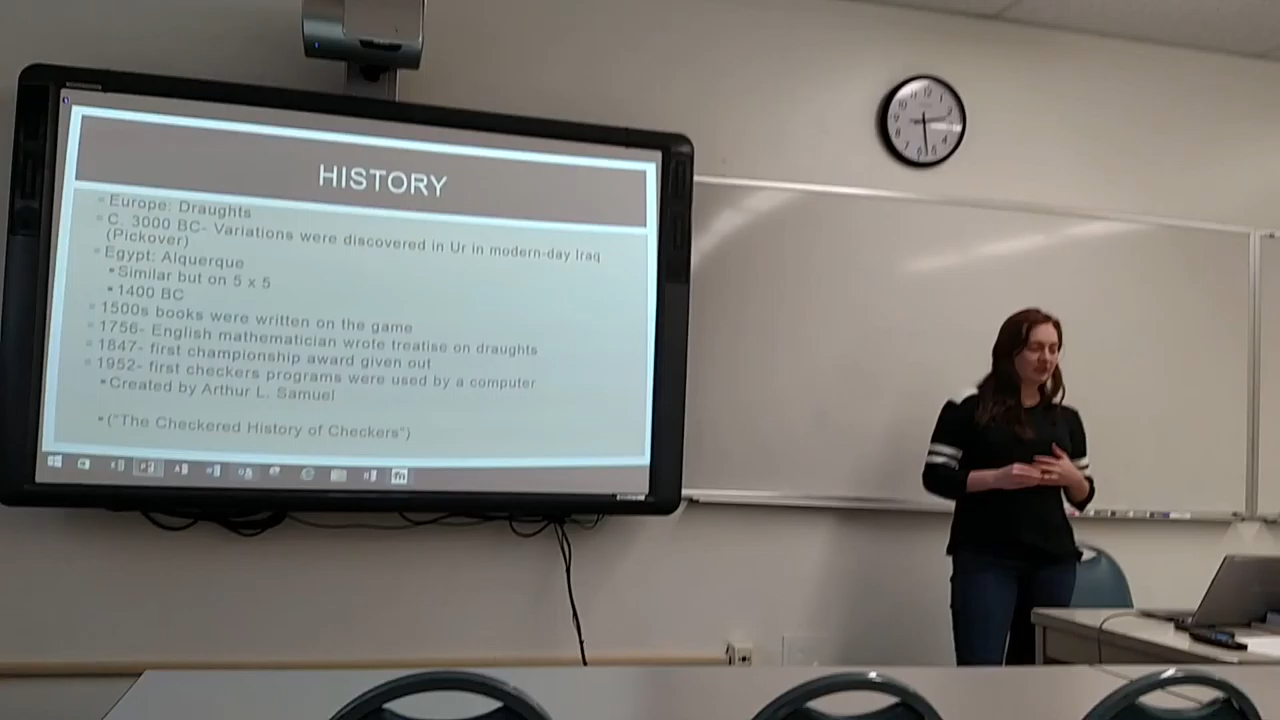 HISTORY
Europe: Draughts
C. 3000 BC- Variations were discovered in Ur in modern-day Iraq
(Pickover)
Egypt: Alquerque
Similar but on 5 x 5
1400 BC
1500s books were written on the game
1756- English mathematician wrote treatise on draughts
1847- first championship award given out
1952- first checkers programs were used by a computer
Created by Arthur L. Samuel
("The Checkered History of Checkers")